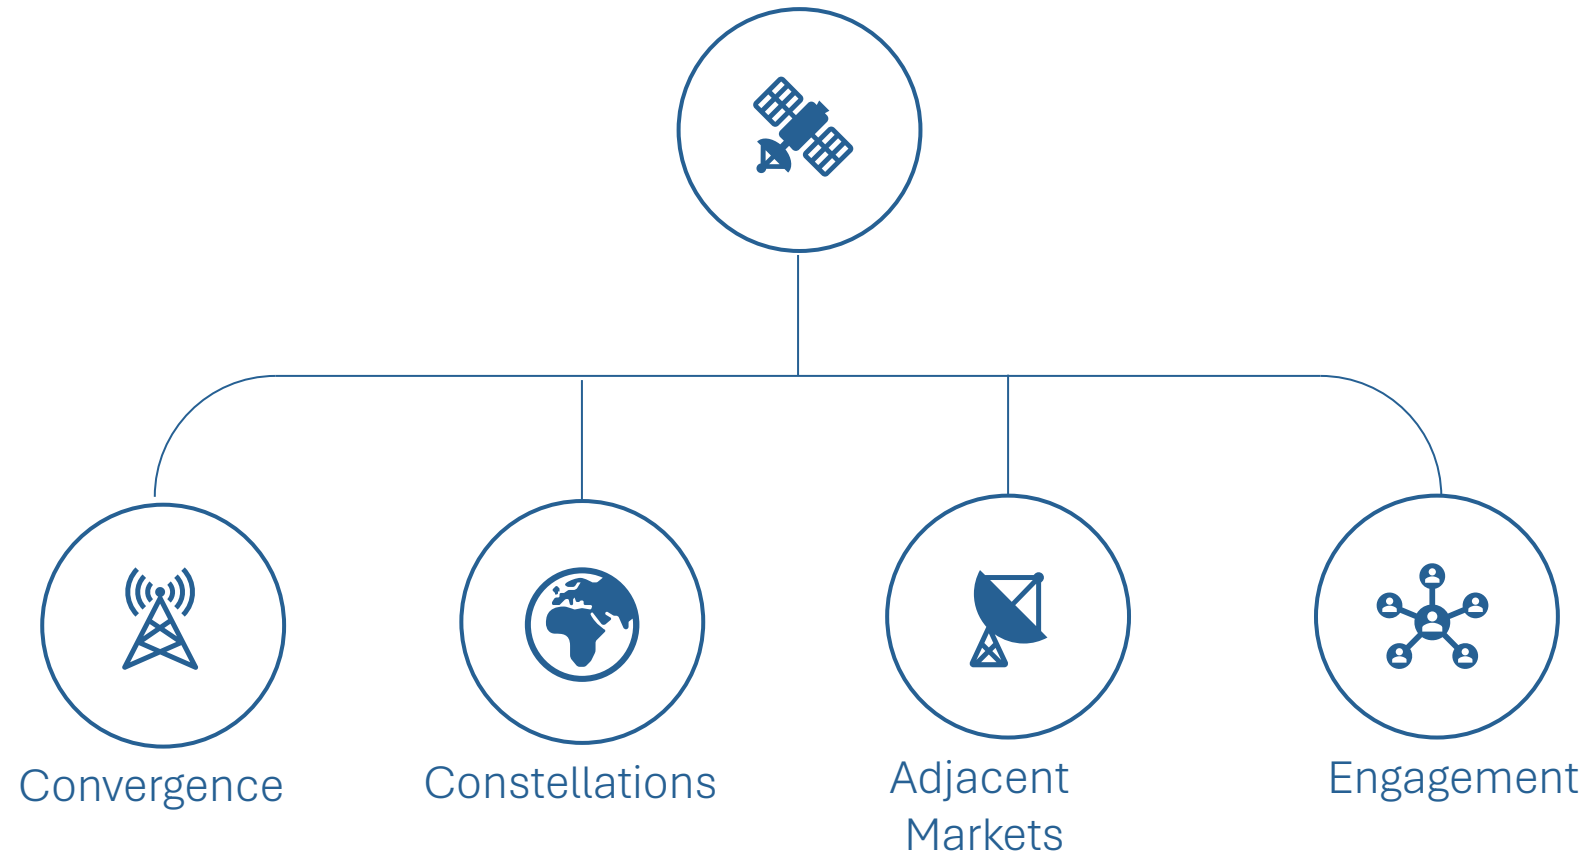 Convergence
Constellations
Adjacent
Markets
Engagement